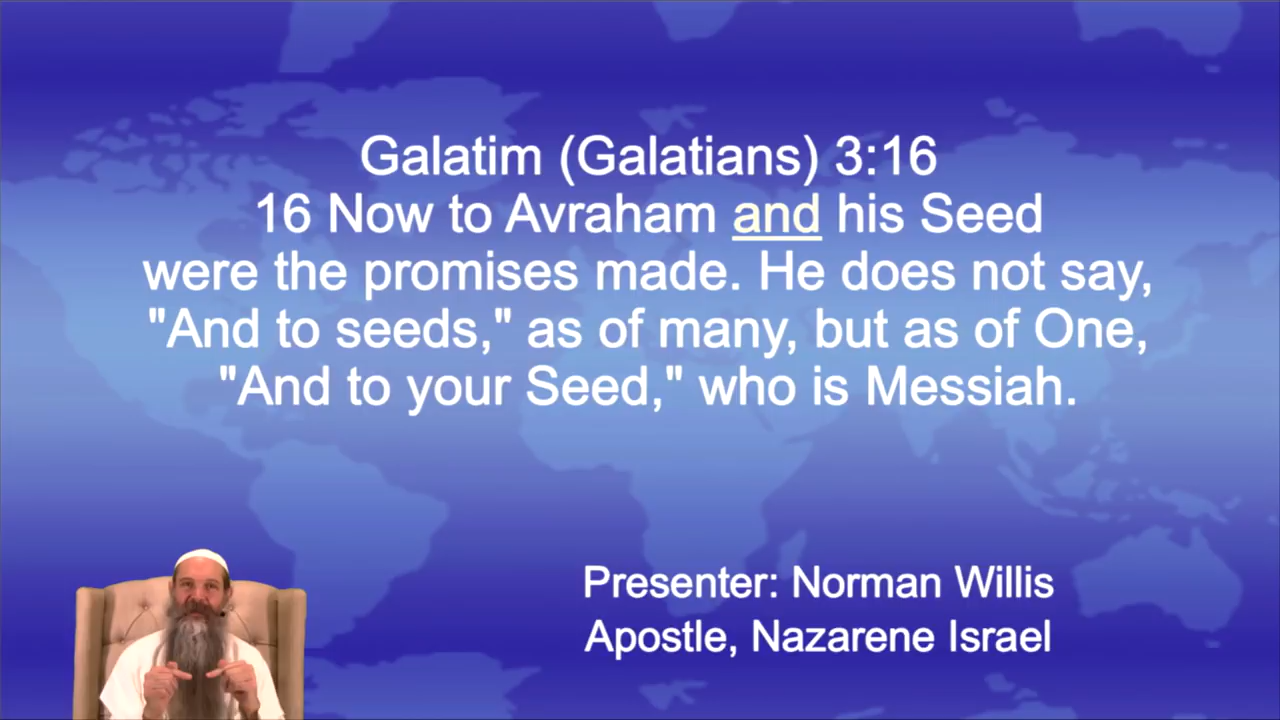 Galatim (Galatians) 3:16
16 Now to Avraham and his Seed
were the promises made. He does not say,
"And to seeds," as of many, but as of One,
"And to your Seed," who is Messiah.
Presenter: Norman Willis
Apostle, Nazarene Israel